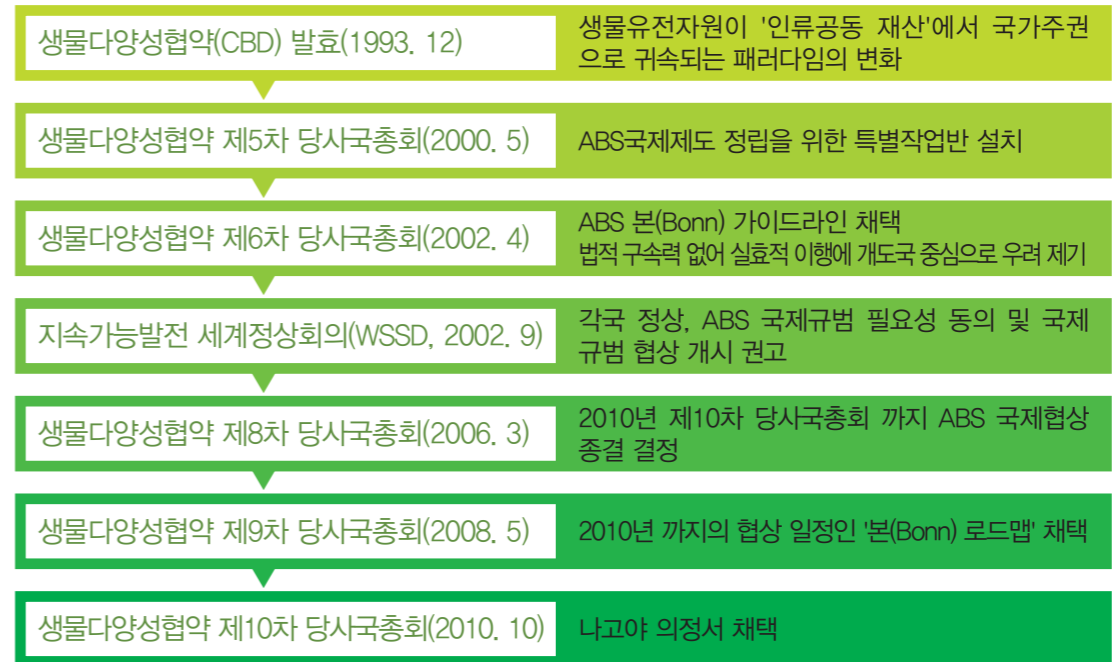 생물다양성협약(CBD) 발효(1993. 12)
생물유전자원이 '인류공동 재산'에서 국가주권
으로 귀속되는 패러다임의 변화
생물다양성협약 제5차 당사국총회(2000. 5)
ABS국제제도 정립을 위한 특별작업반 설치
생물다양성협약 제6차 당사국총회(2002. 4)
ABS 본(Bonn) 가이드라인 채택
법적 구속력 없어 실효적 이행에 개도국 중심으로 우려 제기
지속가능발전 세계정상회의(WSSD, 2002. 9)
각국 정상, ABS 국제규범 필요성 동의 및 국제
규범 협상 개시 권고
생물다양성협약 제8차 당사국총회(2006. 3)
2010년 제10차 당사국총회 까지 ABS 국제협상
종결 결정
생물다양성협약 제9차 당사국총회(2008. 5)
2010년 까지의 협상 일정인 '본(Bonn) 로드맵' 채택
생물다양성협약 제10차 당사국총회(2010. 10)
나고야 의정서 채택